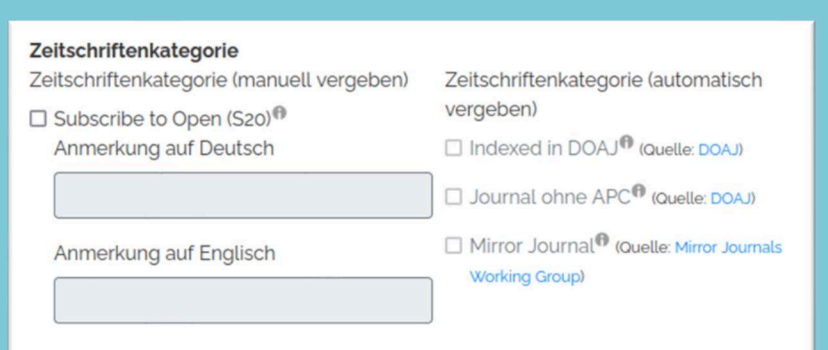 Zeitschriftenkategorie
Zeitschriftenkategorie (manuell vergeben)
Subscribe to Open (S2O)
Anmerkung auf Deutsch
Anmerkung auf Englisch
Zeitschriftenkategorie (automatisch
vergeben)
Indexed in DOAJ (Quelle: DOAJ)
Journal ohne APC (Quelle: DOAJ)
Mirror Journal (Quelle: Mirror Journals
Working Group)